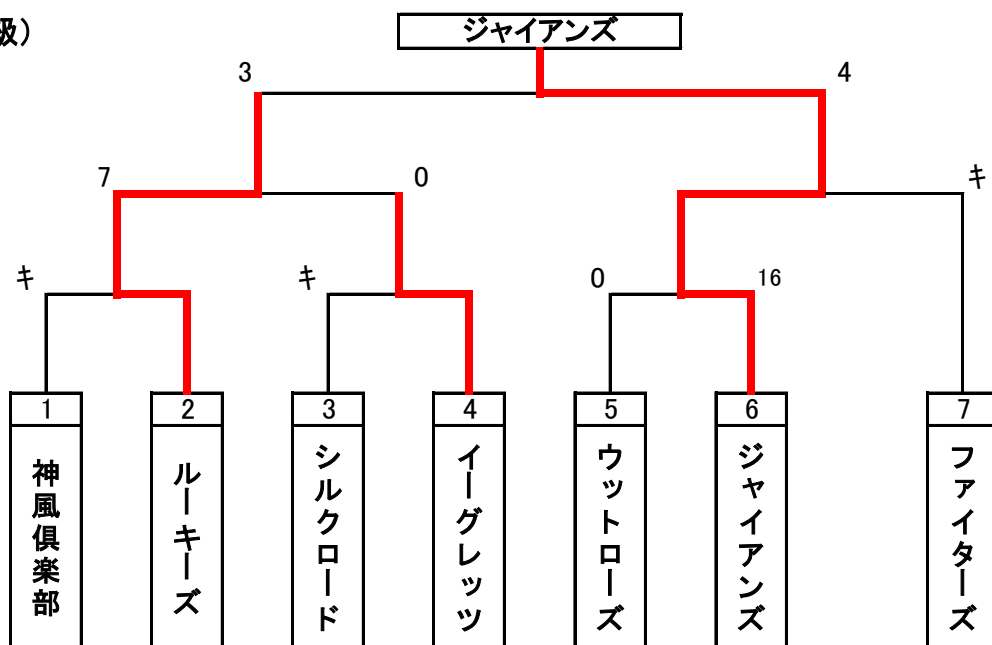 級）
ジャイアンズ
3
4
7
0
キ
キ
キ
0
16
1
2
3
4
5
6
7
神風倶楽部
ルーキーズ
シルクロード
イーグレッツ
ウットローズ
ジャイアンズ
ファイターズ